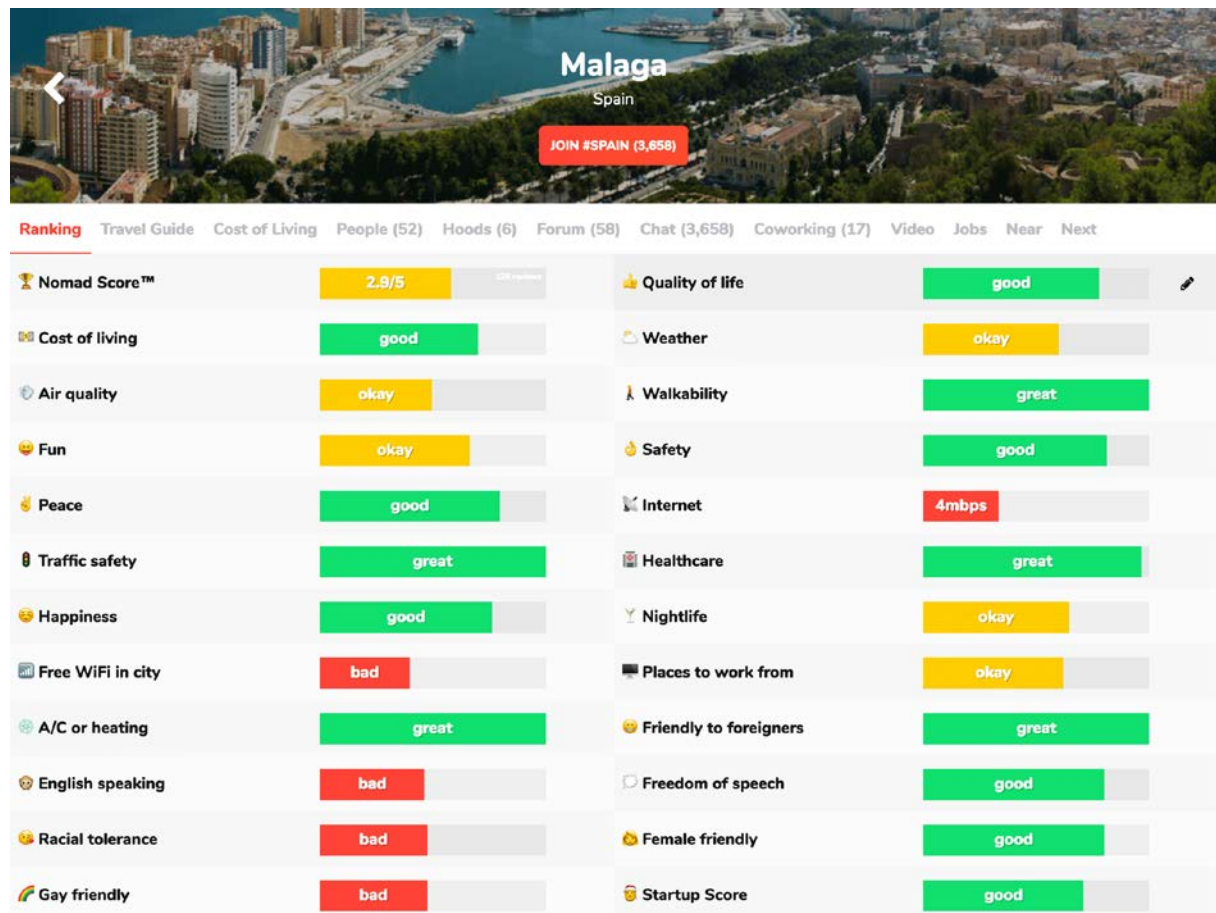 Malaga
Spain
JOIN #SPAIN (3,658)
Ranking Travel Guide Cost of Living People (52) Hoods (6) Forum (58) Chat (3,658) Coworking (17) Video Jobs Near Next
Nomad Score™ 2.9/5 Quality of life good
Cost of living good Weather okay
Air quality okay Walkability great
Fun okay Safety good
Peace good Internet 4mbps
Traffic safety great Healthcare great
Happiness good Nightlife okay
Free WiFi in city bad Places to work from okay
A/C or heating great Friendly to foreigners great
English speaking bad Freedom of speech good
Racial tolerance bad Female friendly good
Gay friendly bad Startup Score good